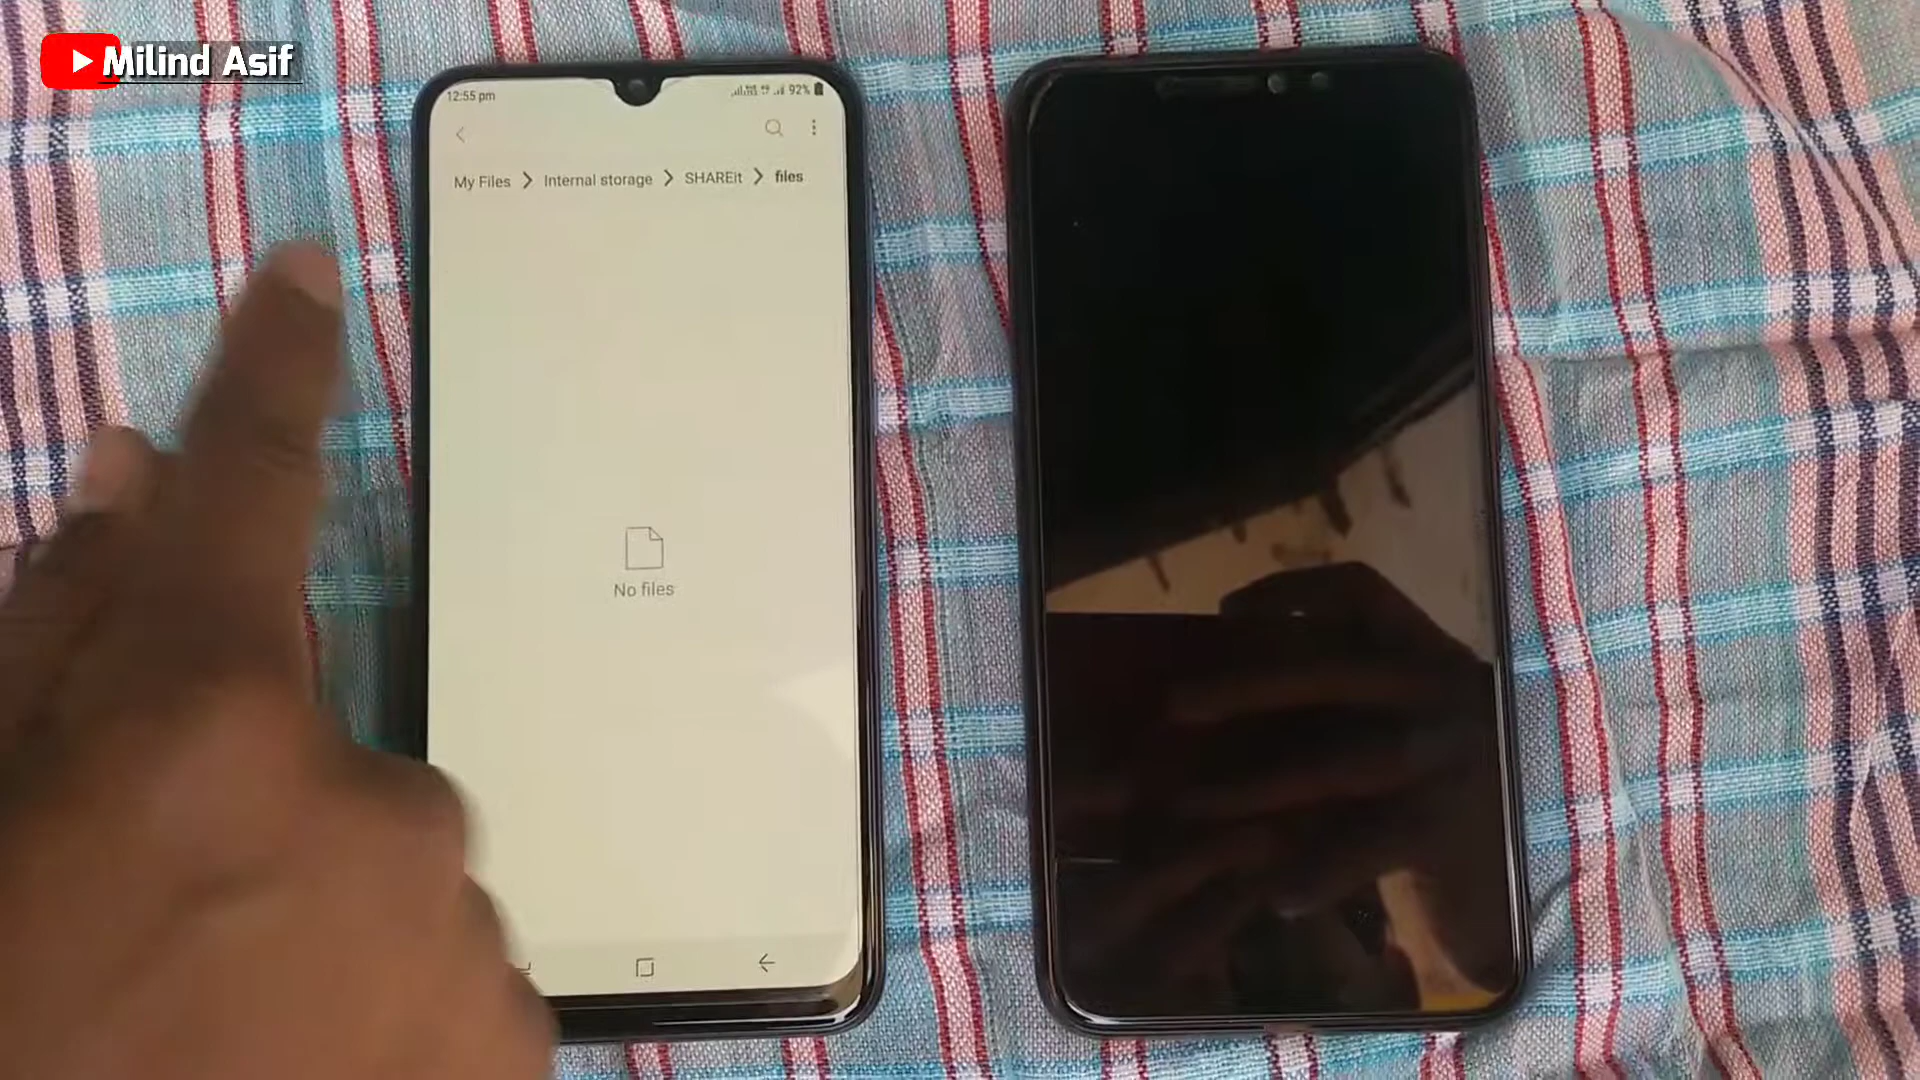 Milind Asif
12:55 pm
92%
My Files > Internal storage > SHAREit > files
No files